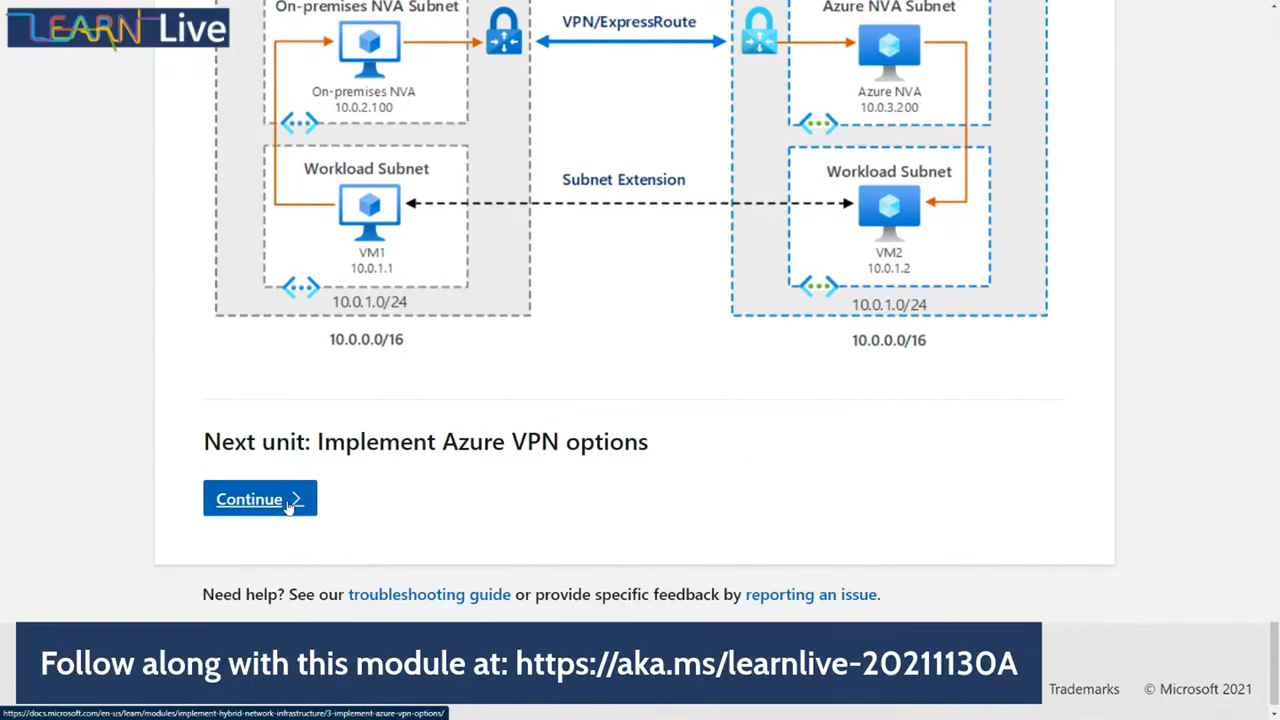 LEARN Live
On-premises NVA Subnet
VPN/ExpressRoute
Azure NVA Subnet
On-premises NVA
10.0.2.100
Azure NVA
10.0.3.200
Workload Subnet
Subnet Extension
Workload Subnet
VM1
10.0.1.1
VM2
10.0.1.2
10.0.1.0/24
10.0.1.0/24
10.0.0.0/16
10.0.0.0/16
Next unit: Implement Azure VPN options
Continue
Need help? See our troubleshooting guide or provide specific feedback by reporting an issue.
Follow along with this module at: https://aka.ms/learnlive-20211130A
Trademarks © Microsoft 2021
https://docs.microsoft.com/en-us/learn/modules/implement-hybrid-network-infrastructure/3-implement-azure-vpn-options/